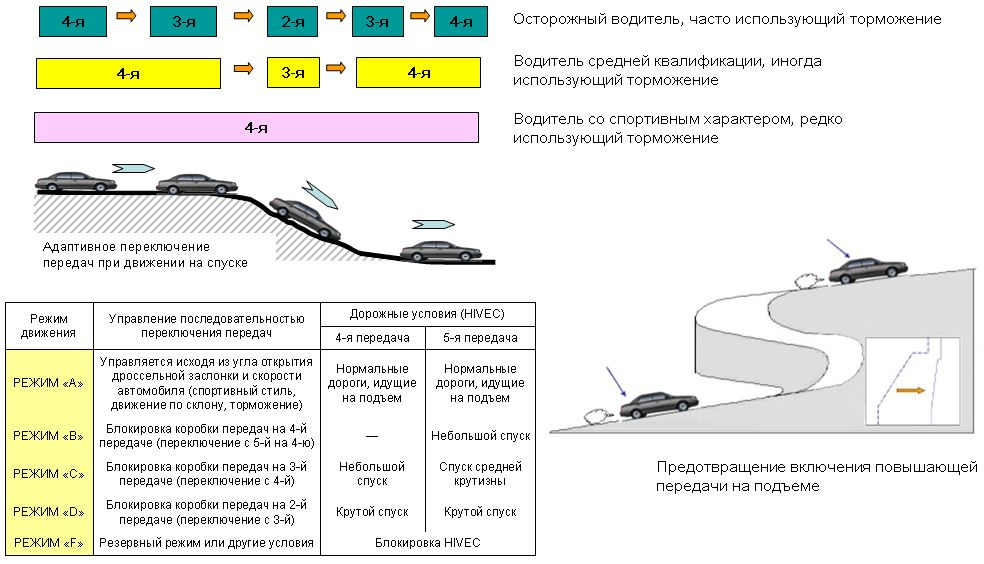 4-я 3-я 2-я 3-я 4-я
Осторожный водитель, часто использующий торможение
4-я 3-я 4-я
Водитель средней квалификации, иногда
использующий торможение
4-я
Водитель со спортивным характером, редко
использующий торможение
Адаптивное переключение
передач при движении на спуске
Режим
движения
Управление последовательностью
переключения передач
Дорожные условия (HIVEC)
4-я передача
5-я передача
РЕЖИМ «А»
Управляется исходя из угла открытия
дроссельной заслонки и скорости
автомобиля (спортивный стиль,
движение по склону, торможение)
Нормальные
дороги, идущие
на подъем
Нормальные
дороги, идущие
на подъем
РЕЖИМ «В»
Блокировка коробки передач на 4-й
передаче (переключение с 5-й на 4-ю)
—
Небольшой спуск
РЕЖИМ «С»
Блокировка коробки передач на 3-й
передаче (переключение с 4-й)
Небольшой
спуск
Спуск средней
крутизны
РЕЖИМ «D»
Блокировка коробки передач на 2-й
передаче (переключение с 3-й)
Крутой спуск
Крутой спуск
РЕЖИМ «F»
Резервный режим или другие условия
Блокировка HIVEC
Предотвращение включения повышающей
передачи на подъеме